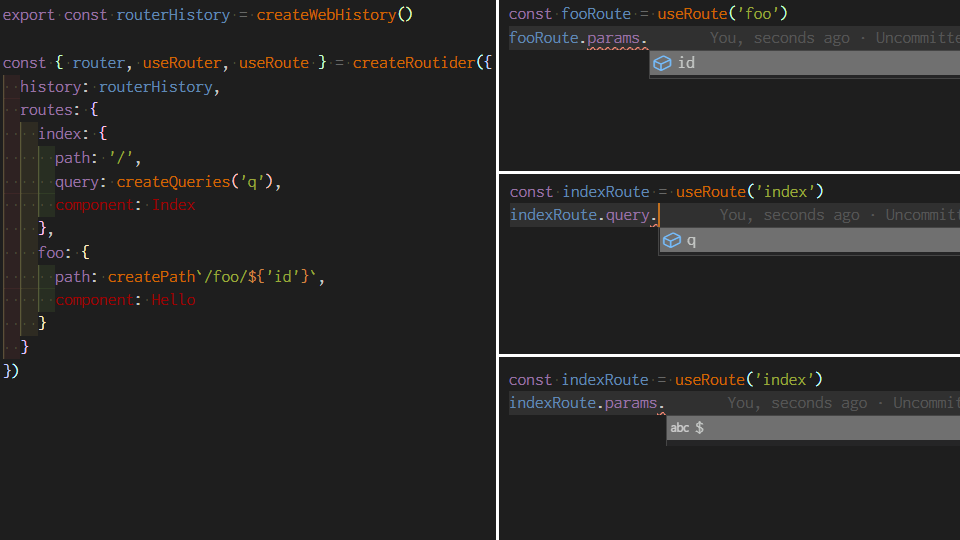 export const routerHistory = createWebHistory()
const { router, useRouter, useRoute } = createRoutider({
history: routerHistory,
routes: {
index: {
path: '/',
query: createQueries('q'),
component: Index
},
foo: {
path: createPath`/foo/${'id'}`,
component: Hello
}
}
})
const fooRoute = useRoute('foo')
fooRoute.params. You, seconds ago · Uncommitte
id
const indexRoute = useRoute('index')
indexRoute.query. You, seconds ago · Uncommitt
q
const indexRoute = useRoute('index')
indexRoute.params. You, seconds ago · Uncommit
abc $